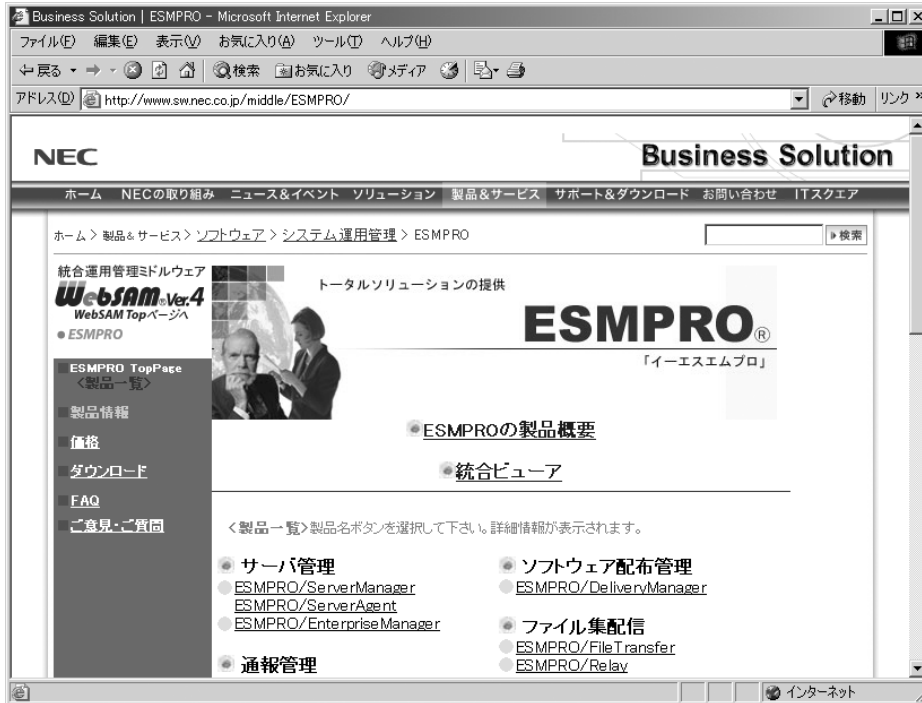 Business Solution | ESMPRO - Microsoft Internet Explorer
ファイル(F) 編集(E) 表示(V) お気に入り(A) ツール(T) ヘルプ(H)
戻る 検索 お気に入り メディア
アドレス(D) http://www.sw.nec.co.jp/middle/ESMPRO/ 移動 リンク »
NEC
Business Solution
ホーム NECの取り組み ニュース&イベント ソリューション 製品&サービス サポート&ダウンロード お問い合わせ ITスクエア
ホーム > 製品&サービス > ソフトウェア > システム運用管理 > ESMPRO
検索
統合運用管理ミドルウェア
WebSAM® Ver.4
WebSAM Topページへ
ESMPRO
トータルソリューションの提供
ESMPRO®
「イーエスエムプロ」
ESMPRO TopPage
<製品一覧>
製品情報
価格
ダウンロード
FAQ
ご意見・ご質問
ESMPROの製品概要
統合ビューア
<製品一覧>製品名ボタンを選択して下さい。詳細情報が表示されます。
サーバ管理
ESMPRO/ServerManager
ESMPRO/ServerAgent
ESMPRO/EnterpriseManager
通報管理
ソフトウェア配布管理
ESMPRO/DeliveryManager
ファイル集配信
ESMPRO/FileTransfer
ESMPRO/Relay
インターネット